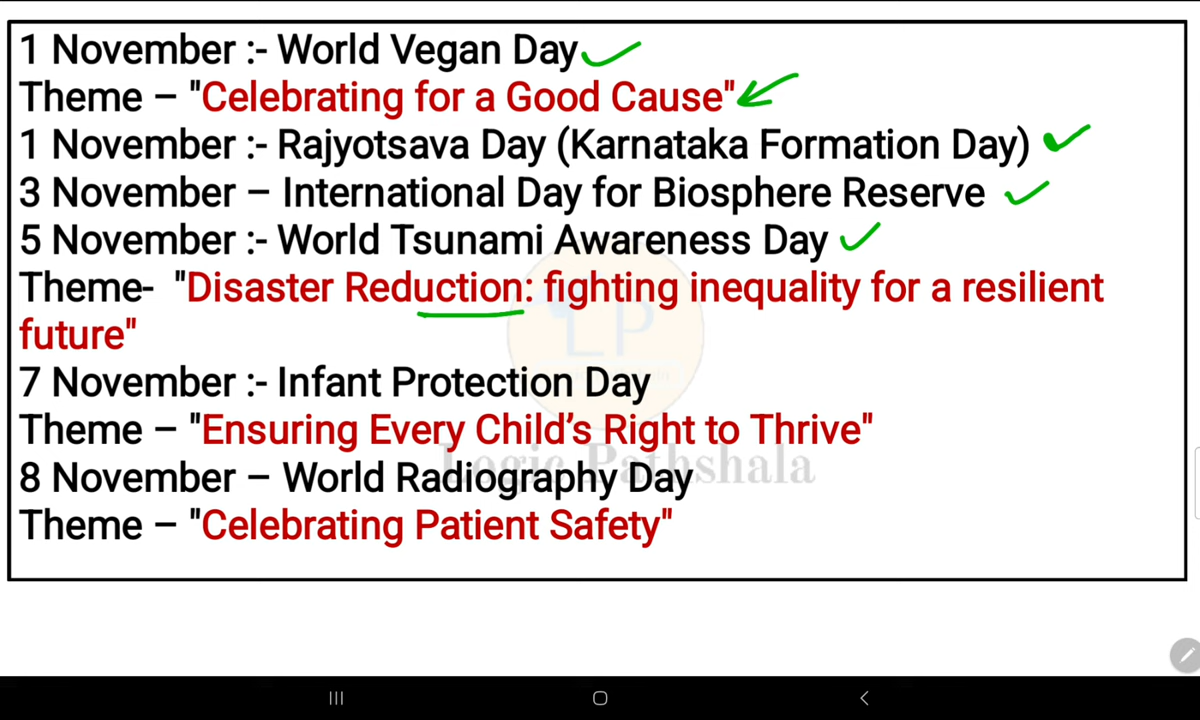 1 November :- World Vegan Day
Theme – "Celebrating for a Good Cause"
1 November :- Rajyotsava Day (Karnataka Formation Day)
3 November – International Day for Biosphere Reserve
5 November :- World Tsunami Awareness Day
Theme- "Disaster Reduction: fighting inequality for a resilient
future"
7 November :- Infant Protection Day
Theme – "Ensuring Every Child’s Right to Thrive"
8 November – World Radiography Day
Theme – "Celebrating Patient Safety"
LP
Logic Pathshala